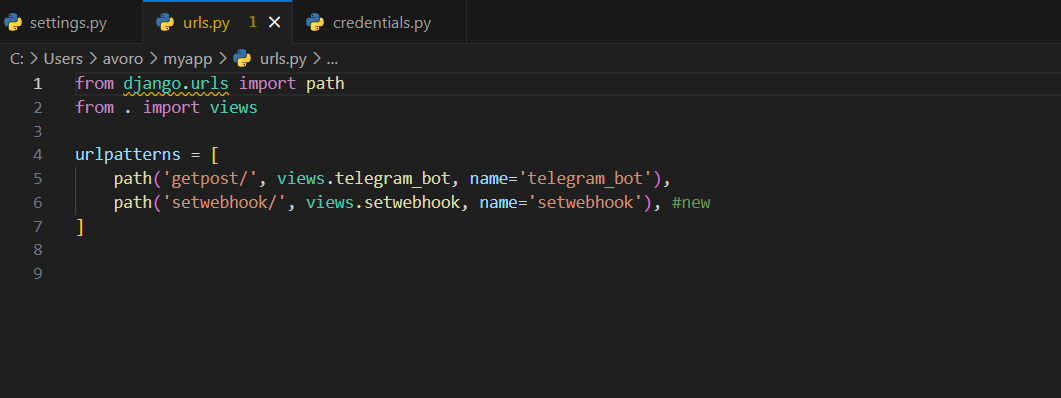 settings.py urls.py 1 credentials.py
C: > Users > avoro > myapp > urls.py > ...
1 from django.urls import path
2 from . import views
3
4 urlpatterns = [
5     path('getpost/', views.telegram_bot, name='telegram_bot'),
6     path('setwebhook/', views.setwebhook, name='setwebhook'), #new
7 ]
8
9